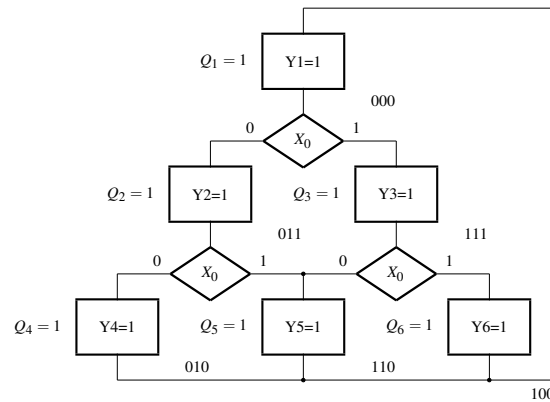 Q₁ = 1 Y1=1
000
0 X₀ 1
Q₂ = 1 Y2=1 Q₃ = 1 Y3=1
011 111
0 X₀ 1 0 X₀ 1
Q₄ = 1 Y4=1 Q₅ = 1 Y5=1 Q₆ = 1 Y6=1
010 110
100